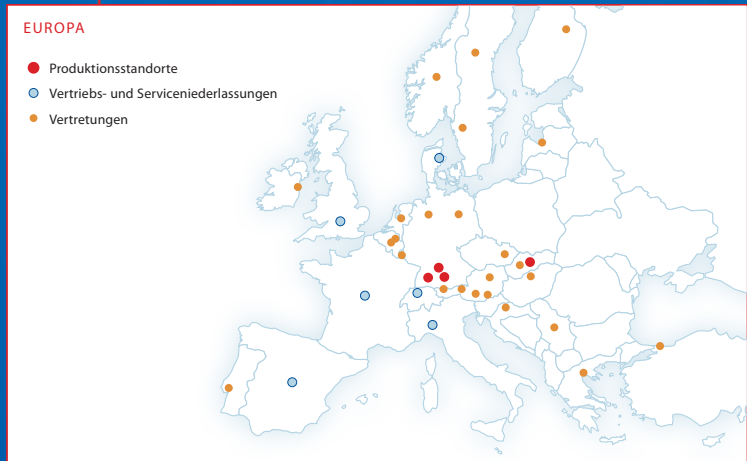 EUROPA
Produktionsstandorte
Vertriebs- und Serviceniederlassungen
Vertretungen